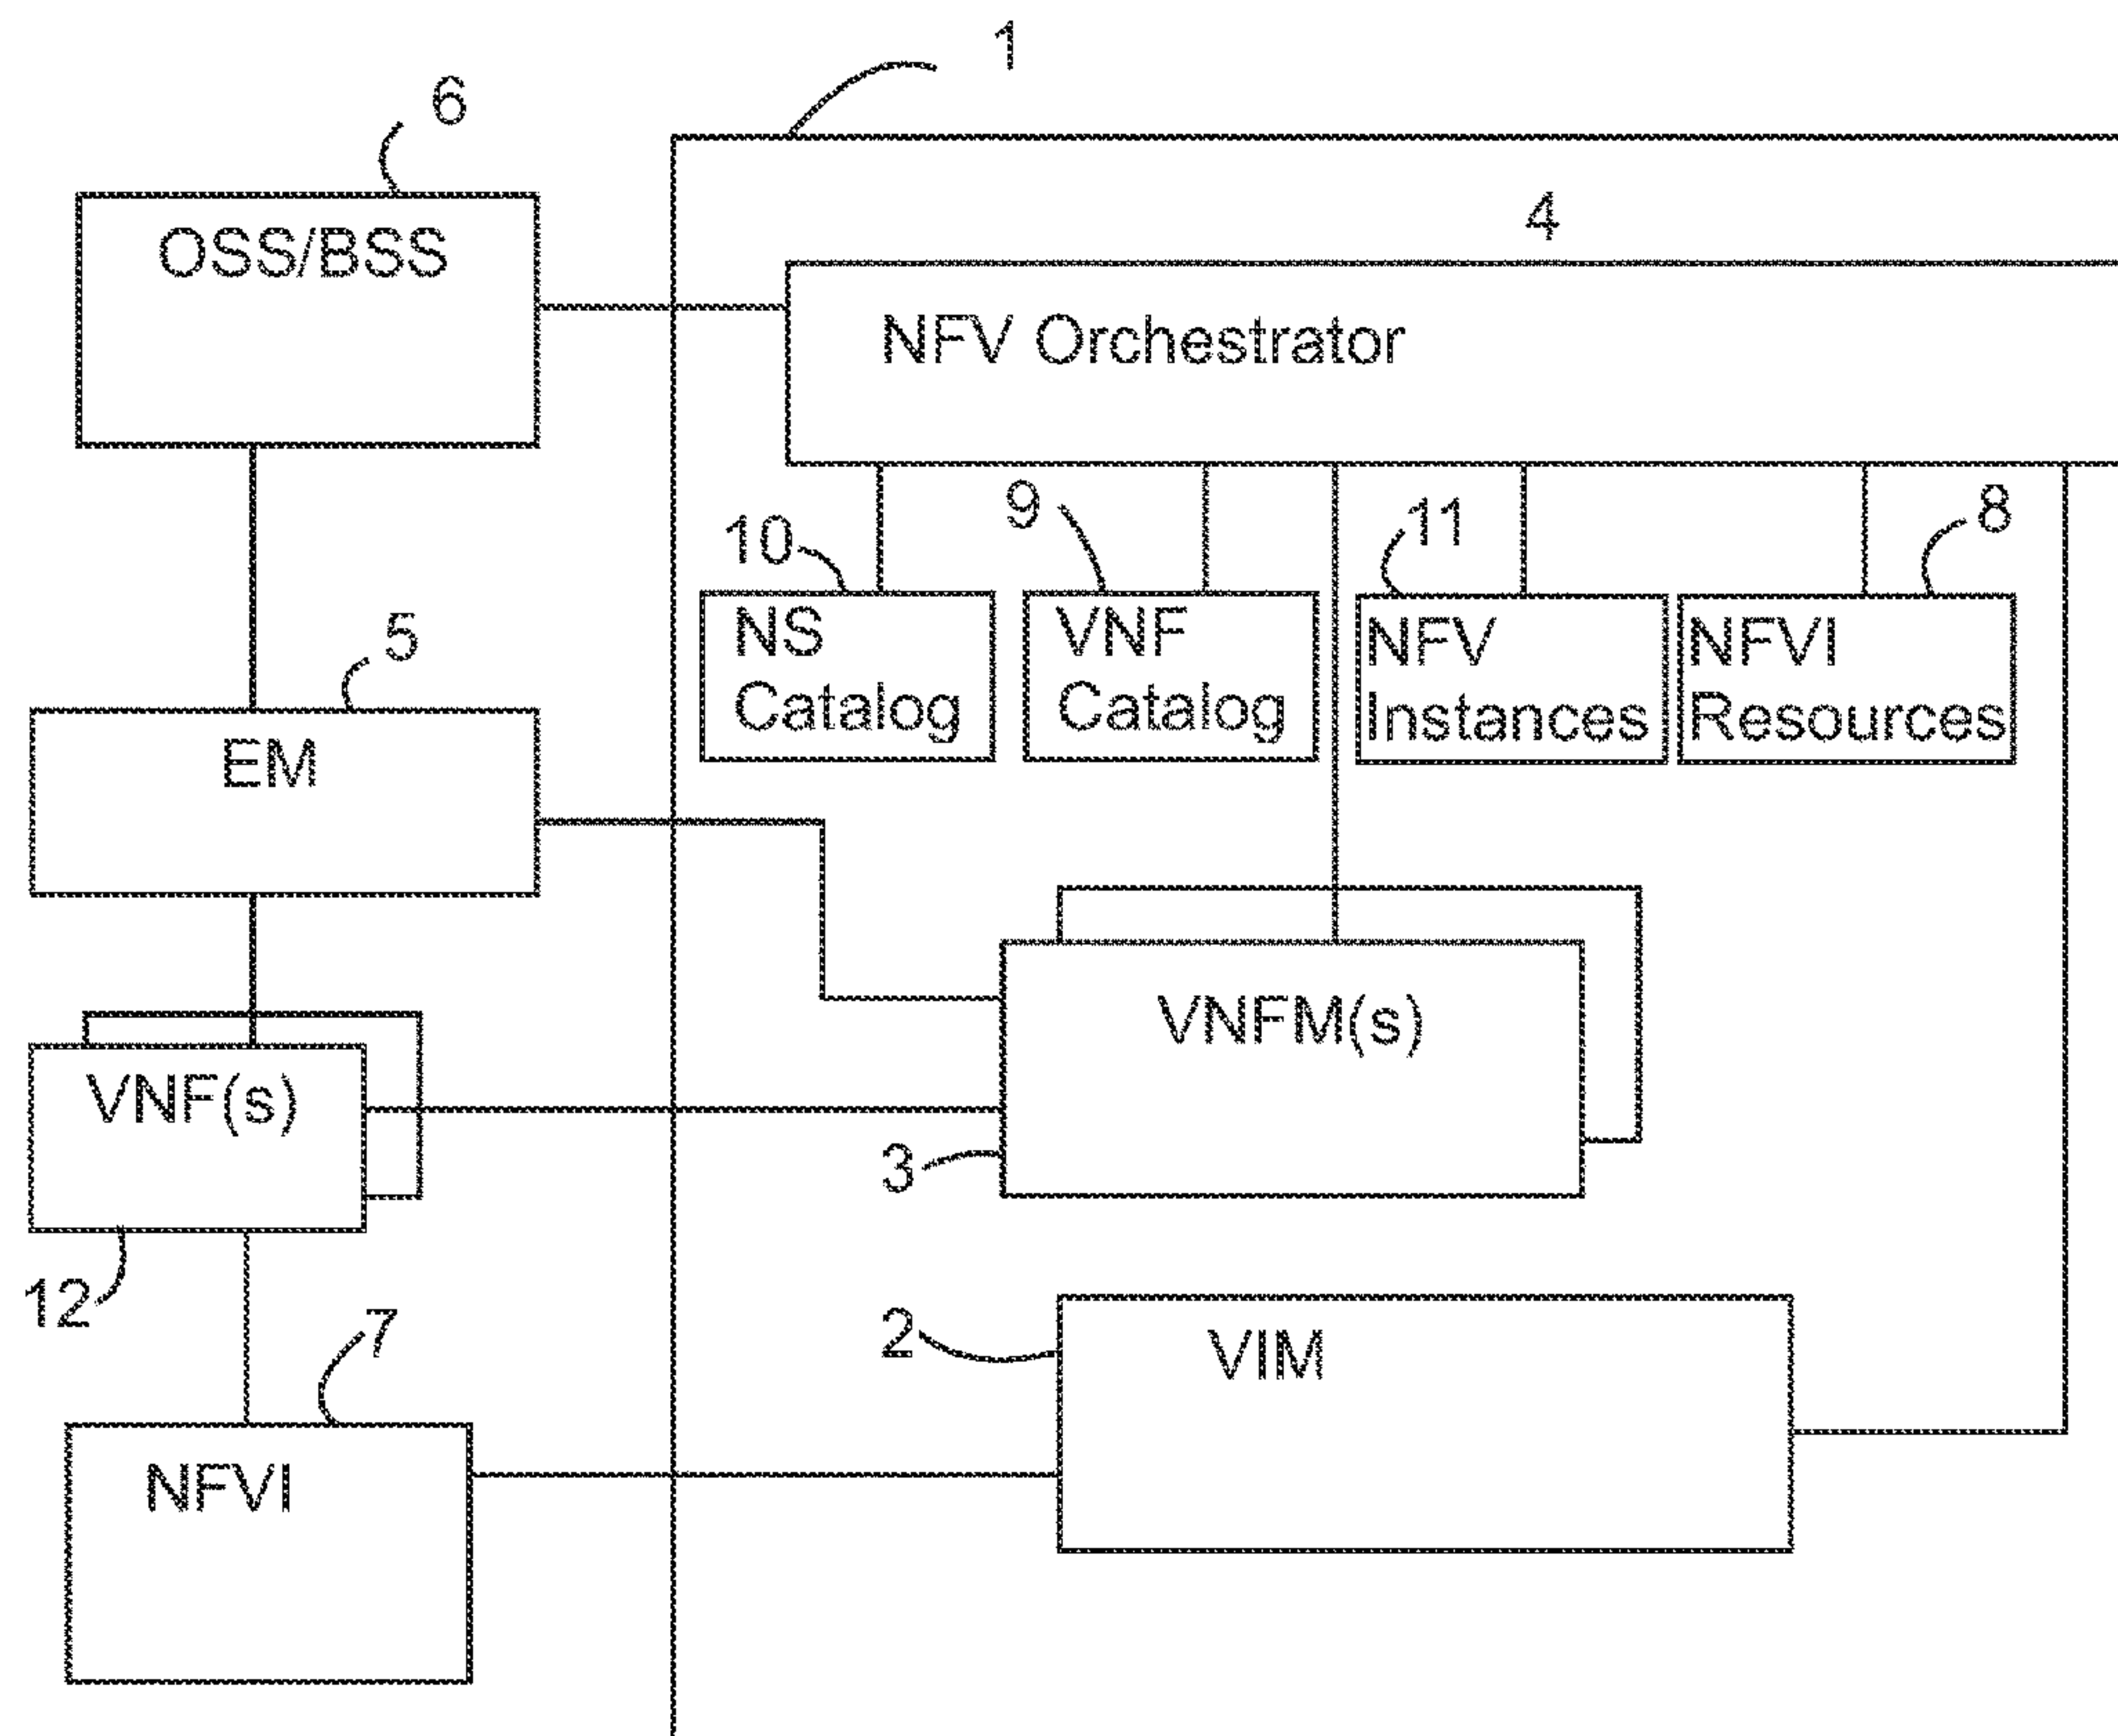 1
6
4
OSS/BSS
NFV Orchestrator
9
11
8
10
NS
Catalog
VNF
Catalog
NFV
Instances
NFVI
Resources
5
EM
VNFM(s)
VNF(s)
3
12
2
VIM
7
NFVI